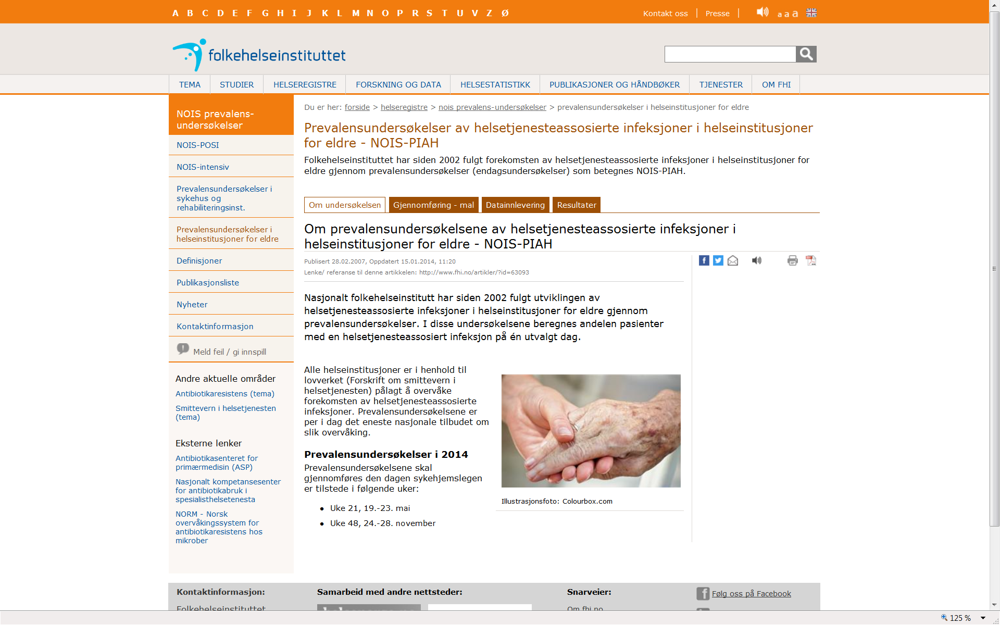 A B C D E F G H I J K L M N O P R S T U V Z Ø
Kontakt oss | Presse |
a a a
folkehelseinstituttet
TEMA
STUDIER
HELSEREGISTRE
FORSKNING OG DATA
HELSESTATISTIKK
PUBLIKASJONER OG HÅNDBØKER
TJENESTER
OM FHI
NOIS prevalens-
undersøkelser
NOIS-POSI
NOIS-intensiv
Prevalensundersøkelser i
sykehus og
rehabiliteringsinst.
Prevalensundersøkelser i
helseinstitusjoner for eldre
Definisjoner
Publikasjonsliste
Nyheter
Kontaktinformasjon
Meld feil / gi innspill
Andre aktuelle områder
Antibiotikaresistens (tema)
Smittevern i helsetjenesten
(tema)
Eksterne lenker
Antibiotikasenteret for
primærmedisin (ASP)
Nasjonalt kompetansesenter
for antibiotikabruk i
spesialisthelsetenesta
NORM - Norsk
overvåkingssystem for
antibiotikaresistens hos
mikrober
Du er her: forside > helseregistre > nois prevalens-undersøkelser > prevalensundersøkelser i helseinstitusjoner for eldre
Prevalensundersøkelser av helsetjenesteassosierte infeksjoner i helseinstitusjoner
for eldre - NOIS-PIAH
Folkehelseinstituttet har siden 2002 fulgt forekomsten av helsetjenesteassosierte infeksjoner i helseinstitusjoner for
eldre gjennom prevalensundersøkelser (endagsundersøkelser) som betegnes NOIS-PIAH.
Om undersøkelsen
Gjennomføring - mal
Datainnlevering
Resultater
Om prevalensundersøkelsene av helsetjenesteassosierte infeksjoner i
helseinstitusjoner for eldre - NOIS-PIAH
Publisert 28.02.2007, Oppdatert 15.01.2014, 11:20
Lenke/ referanse til denne artikkelen: http://www.fhi.no/artikler/?id=63093
Nasjonalt folkehelseinstitutt har siden 2002 fulgt utviklingen av
helsetjenesteassosierte infeksjoner i helseinstitusjoner for eldre gjennom
prevalensundersøkelser. I disse undersøkelsene beregnes andelen pasienter
med en helsetjenesteassosiert infeksjon på én utvalgt dag.
Alle helseinstitusjoner er i henhold til
lovverket (Forskrift om smittevern i
helsetjenesten) pålagt å overvåke
forekomsten av helsetjenesteassosierte
infeksjoner. Prevalensundersøkelsene er
per i dag det eneste nasjonale tilbudet om
slik overvåking.
Illustrasjonsfoto: Colourbox.com
Prevalensundersøkelser i 2014
Prevalensundersøkelsene skal
gjennomføres den dagen sykehjemslegen
er tilstede i følgende uker:
• Uke 21, 19.-23. mai
• Uke 48, 24.-28. november
Kontaktinformasjon:
Folkehelseinstituttet
Samarbeid med andre nettsteder:
Snarveier:
Om fhi.no
Følg oss på Facebook
125 %